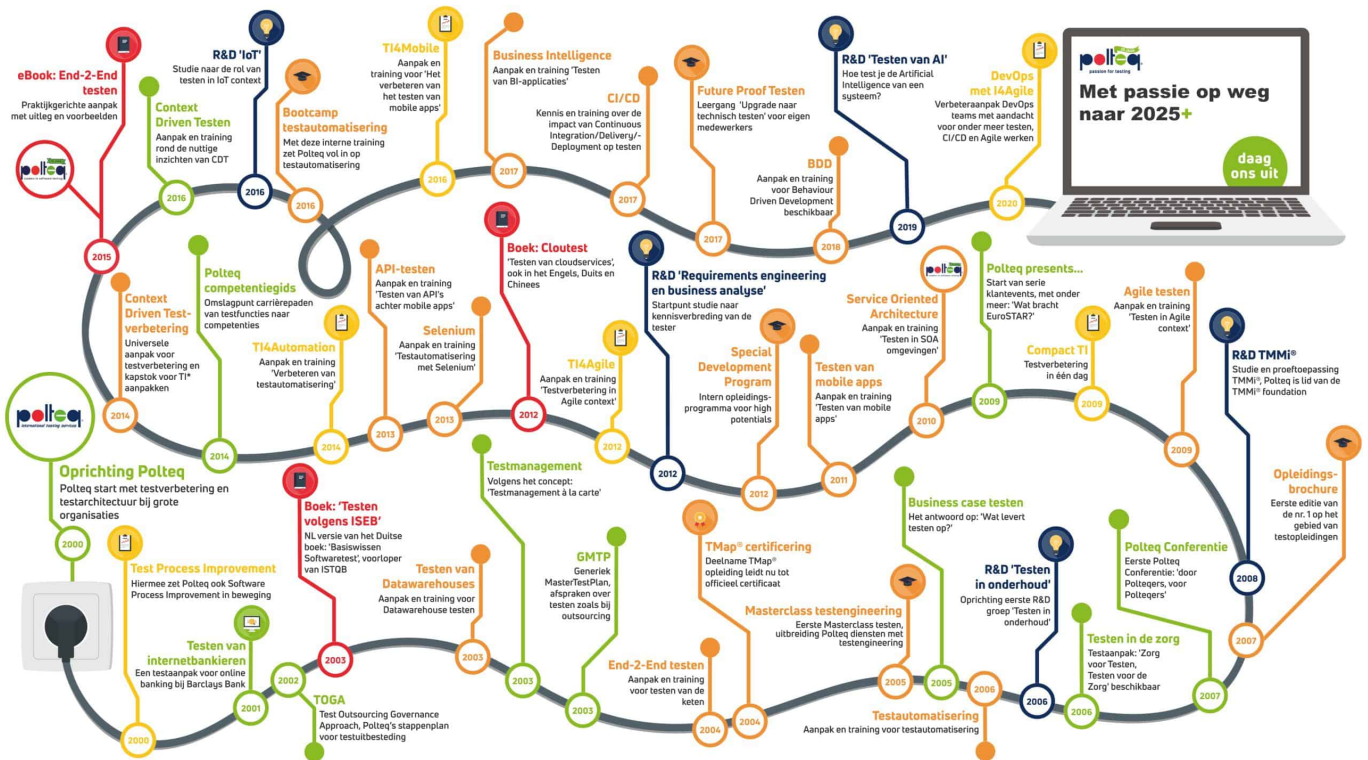 eBook: End-2-End
testen
Praktijkgerichte aanpak
met uitleg en voorbeelden
polteq
2015
Context
Driven Testen
Aanpak en training
rond de nuttige
inzichten van CDT
2016
R&D 'IoT'
Studie naar de rol van
testen in IoT context
2016
Bootcamp
testautomatisering
Met deze interne training
zet Polteq vol in op
testautomatisering
2016
TI4Mobile
Aanpak en
training voor 'Het
verbeteren van
het testen van
mobile apps'
2016
Business Intelligence
Aanpak en training 'Testen
van BI-applicaties'
2017
CI/CD
Kennis en training over de
impact van Continuous
Integration/Delivery/-
Deployment op testen
2017
Future Proof Testen
Leergang 'Upgrade naar
technisch testen' voor eigen
medewerkers
2017
BDD
Aanpak en training
voor Behaviour
Driven Development
beschikbaar
2018
R&D 'Testen van AI'
Hoe test je de Artificial
Intelligence van een
systeem?
2019
DevOps
met I4Agile
Verbeteraanpak DevOps
teams met aandacht
voor onder meer testen,
CI/CD en Agile werken
2020
polteq
passion for testing
Met passie op weg
naar 2025+
daag
ons uit
Context
Driven Test-
verbetering
Universele
aanpak voor
testverbetering en
kapstok voor TI*
aanpakken
2014
Polteq
competentiegids
Omslagpunt carrièrepaden
van testfuncties naar
competenties
2014
TI4Automation
Aanpak en training
'Verbeteren van
testautomatisering'
2014
API-testen
Aanpak en training
'Testen van API's
achter mobile apps'
2013
Selenium
Aanpak en training
'Testautomatisering
met Selenium'
2013
Boek: Cloutest
'Testen van cloudservices',
ook in het Engels, Duits en
Chinees
2012
TI4Agile
Aanpak en training
'Testverbetering in
Agile context'
2012
R&D 'Requirements engineering
en business analyse'
Startpunt studie naar
kennisverbreding van de
tester
2012
Special
Development
Program
Intern opleidings-
programma voor high
potentials
2012
Testen van
mobile apps
Aanpak en training
'Testen van mobile
apps'
2011
Service Oriented
Architecture
Aanpak en training
'Testen in SOA
omgevingen'
polteq
2010
Polteq presents...
Start van serie
klantevents, met onder
meer: 'Wat bracht
EuroSTAR?'
2009
Compact TI
Testverbetering
in één dag
2009
Agile testen
Aanpak en training
'Testen in Agile
context'
2009
R&D TMMi®
Studie en proeftoepassing
TMMi®, Polteq is lid van de
TMMi® foundation
2008
Opleidings-
brochure
Eerste editie van
de nr. 1 op het
gebied van
testopleidingen
2007
polteq
international testing services
Oprichting Polteq
Polteq start met testverbetering en
testarchitectuur bij grote
organisaties
2000
Test Process Improvement
Hiermee zet Polteq ook Software
Process Improvement in beweging
2000
Testen van
internetbankieren
Een testaanpak voor online
banking bij Barclays Bank
2001
2002
TOGA
Test Outsourcing Governance
Approach, Polteq's stappenplan
voor testuitbesteding
Boek: 'Testen
volgens ISEB'
NL versie van het Duitse
boek: 'Basiswissen
Softwaretest', voorloper
van ISTQB
2003
Testen van
Datawarehouses
Aanpak en training voor
Datawarehouse testen
2003
Testmanagement
Volgens het concept:
'Testmanagement à la carte'
2003
GMTP
Generiek
MasterTestPlan,
afspraken over
testen zoals bij
outsourcing
2003
End-2-End testen
Aanpak en training
voor testen van de
keten
2004
TMap® certificering
Deelname TMap®
opleiding leidt nu tot
officieel certificaat
2004
Masterclass testengineering
Eerste Masterclass testen,
uitbreiding Polteq diensten met
testengineering
2005
Business case testen
Het antwoord op: 'Wat levert
testen op?'
2005
2006
Testautomatisering
Aanpak en training voor testautomatisering
R&D 'Testen
in onderhoud'
Oprichting eerste R&D
groep 'Testen in
onderhoud'
2006
Testen in de zorg
Testaanpak: 'Zorg
voor Testen,
Testen voor de
Zorg' beschikbaar
2006
Polteq Conferentie
Eerste Polteq
Conferentie: 'door
Polteqers, voor
Polteqers'
2007